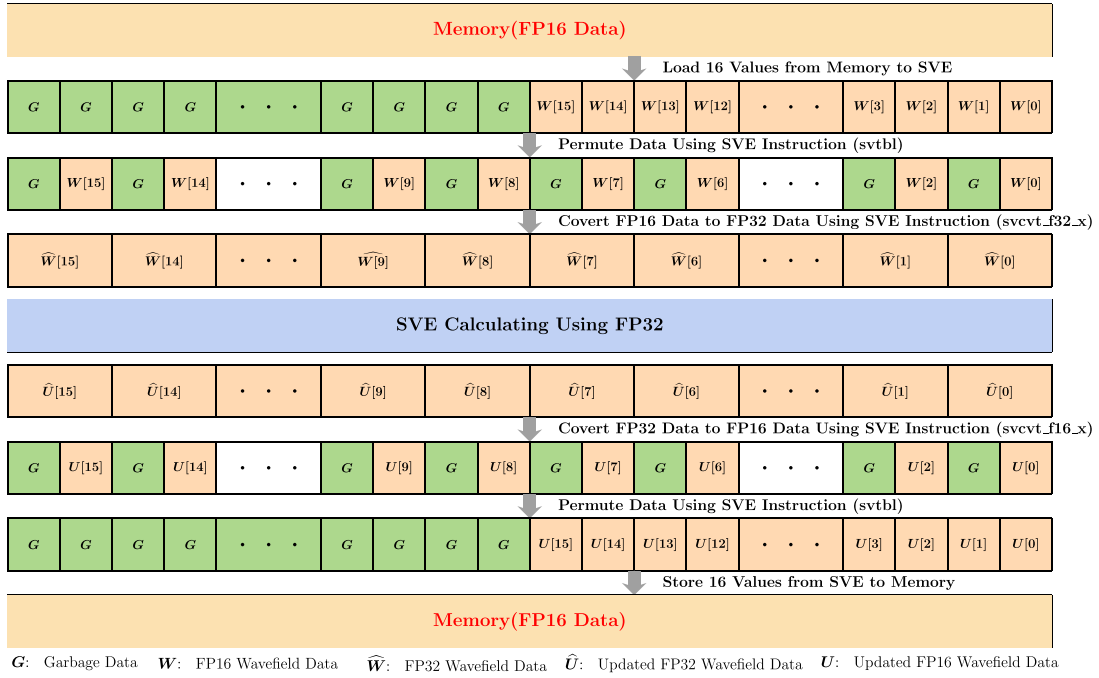 Memory(FP16 Data)
Load 16 Values from Memory to SVE
G G G G · · · G G G G W[15] W[14] W[13] W[12] · · · W[3] W[2] W[1] W[0]
Permute Data Using SVE Instruction (svtbl)
G W[15] G W[14] · · · G W[9] G W[8] G W[7] G W[6] · · · G W[2] G W[0]
Covert FP16 Data to FP32 Data Using SVE Instruction (svcvt_f32_x)
Ŵ[15] Ŵ[14] · · · Ŵ[9] Ŵ[8] Ŵ[7] Ŵ[6] · · · Ŵ[1] Ŵ[0]
SVE Calculating Using FP32
Û[15] Û[14] · · · Û[9] Û[8] Û[7] Û[6] · · · Û[1] Û[0]
Covert FP32 Data to FP16 Data Using SVE Instruction (svcvt_f16_x)
G U[15] G U[14] · · · G U[9] G U[8] G U[7] G U[6] · · · G U[2] G U[0]
Permute Data Using SVE Instruction (svtbl)
G G G G · · · G G G G U[15] U[14] U[13] U[12] · · · U[3] U[2] U[1] U[0]
Store 16 Values from SVE to Memory
Memory(FP16 Data)
G: Garbage Data W: FP16 Wavefield Data Ŵ: FP32 Wavefield Data Û: Updated FP32 Wavefield Data U: Updated FP16 Wavefield Data